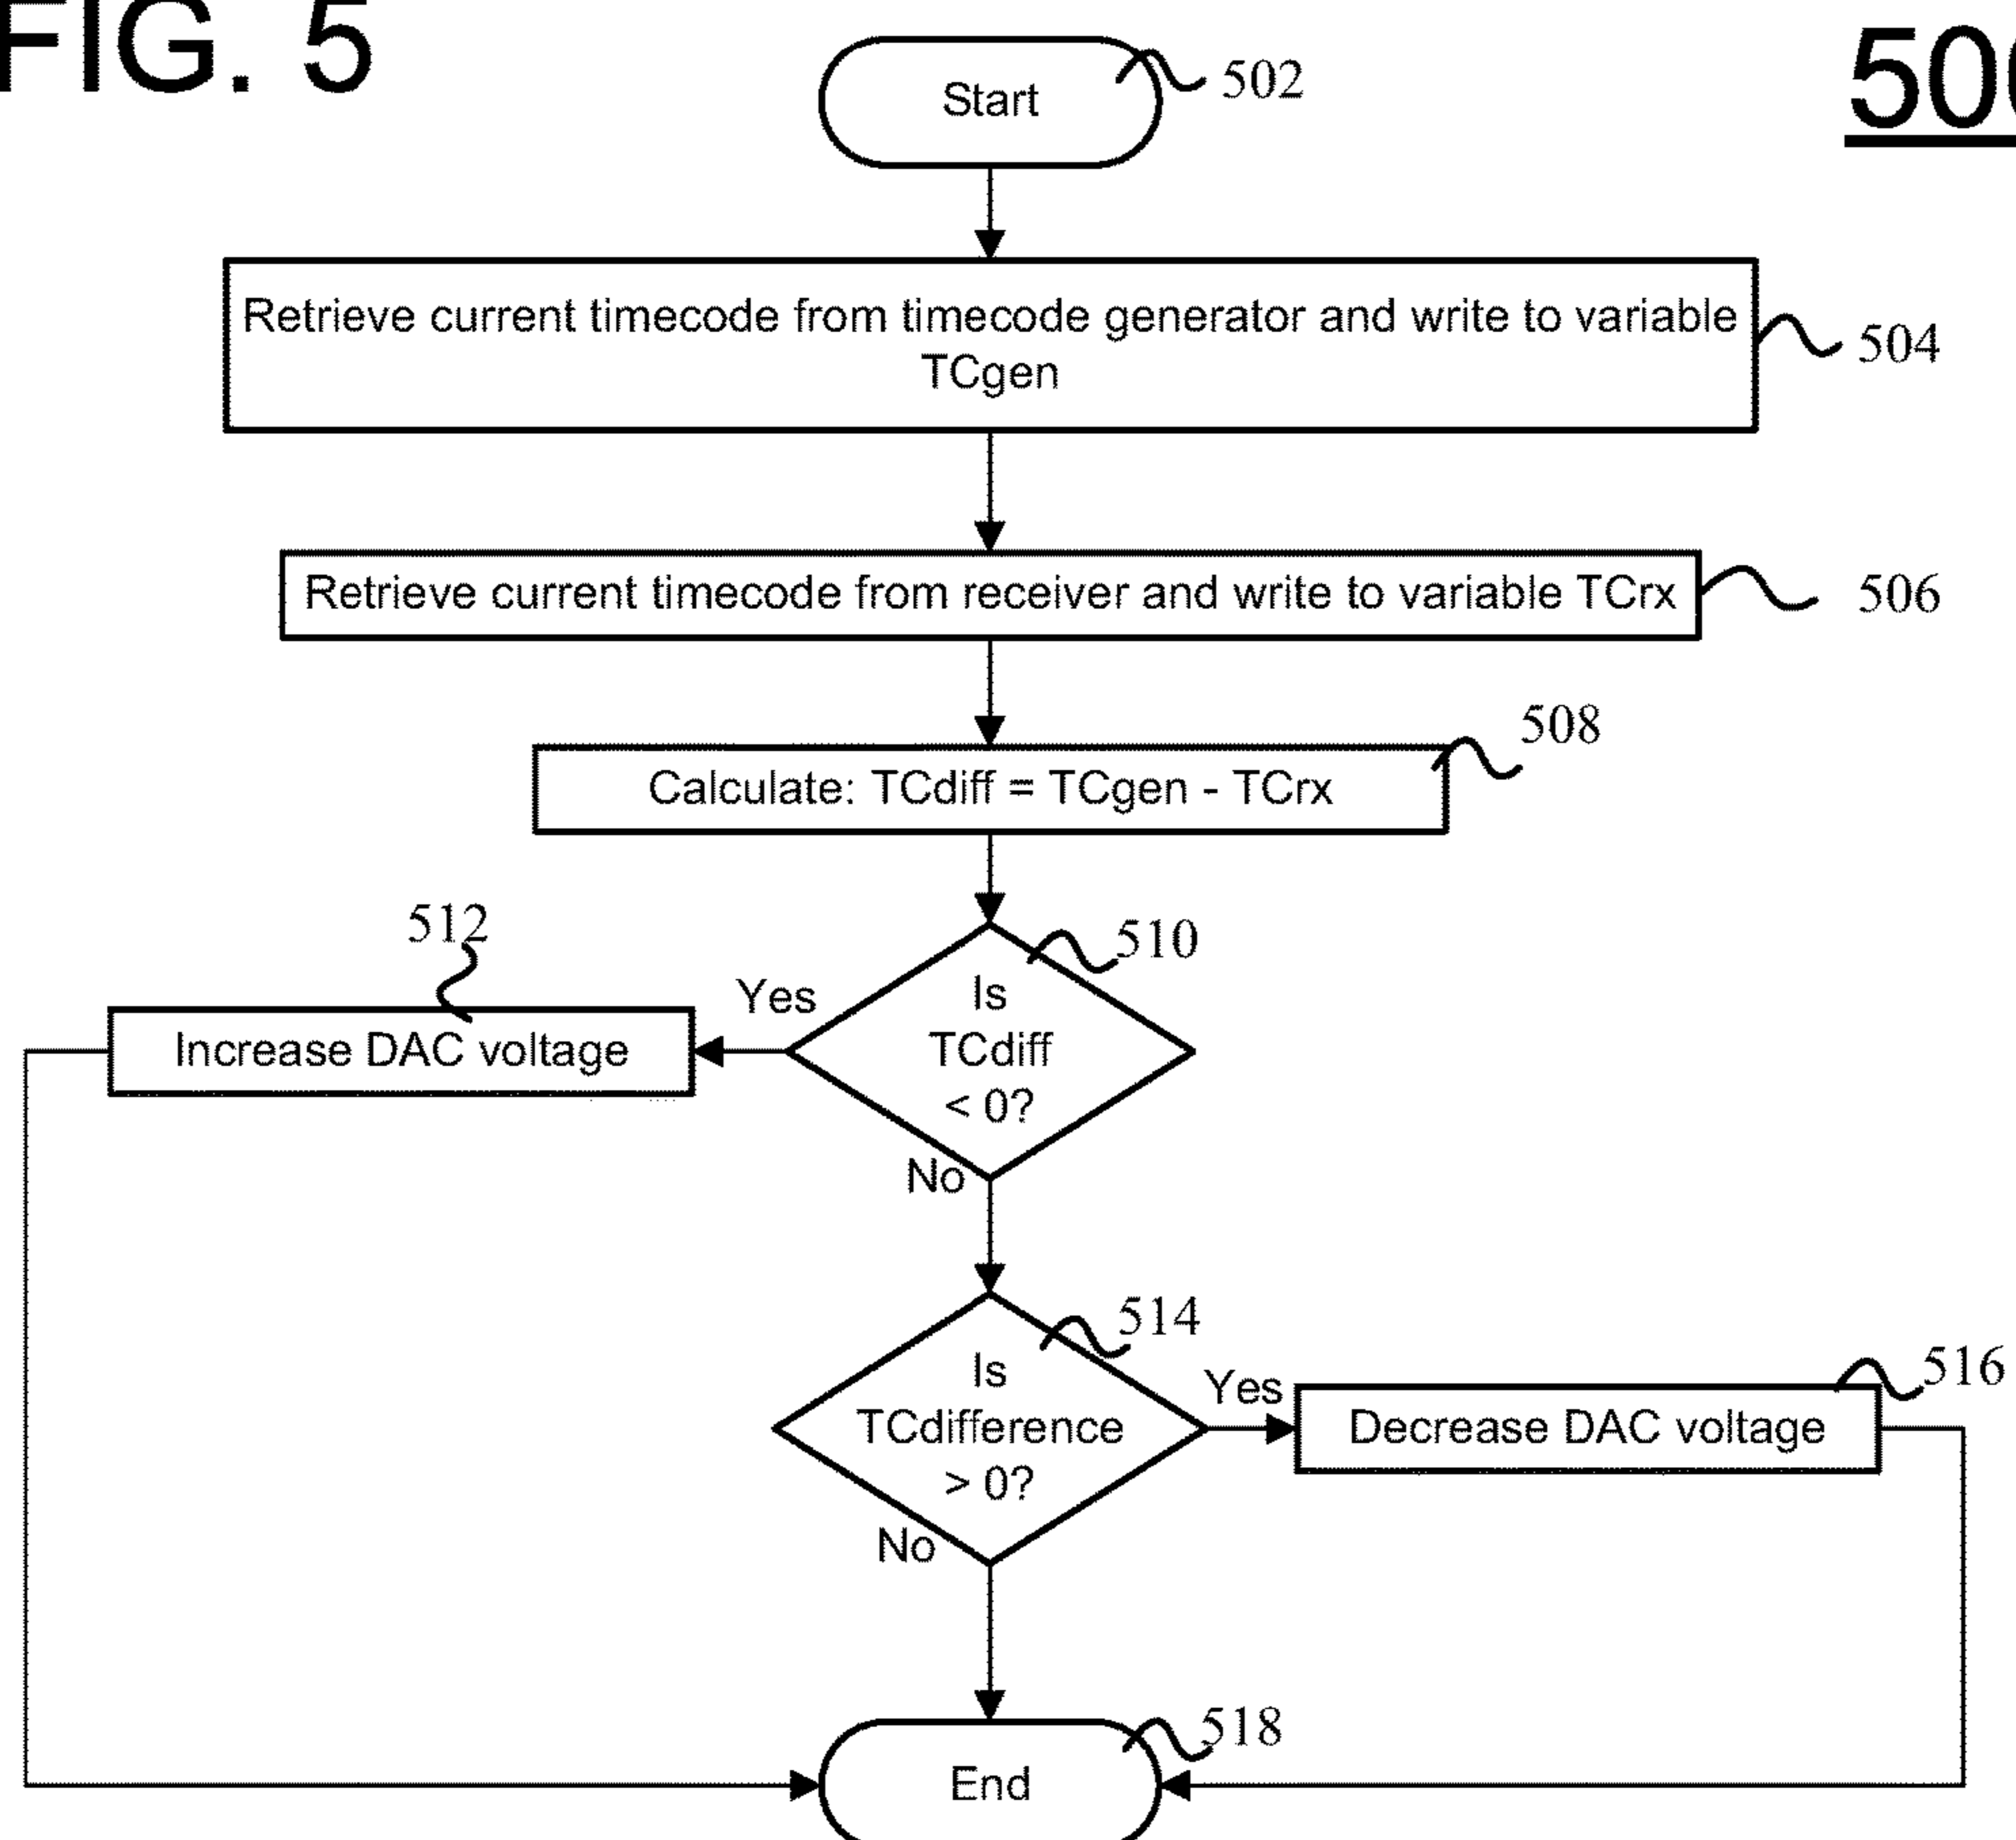 FIG. 5
500
Start
502
Retrieve current timecode from timecode generator and write to variable
TCgen
504
Retrieve current timecode from receiver and write to variable TCrx
506
Calculate: TCdiff = TCgen - TCrx
508
512
Increase DAC voltage
Yes
510
Is
TCdiff
< 0?
No
514
Is
TCdifference
> 0?
Yes
516
Decrease DAC voltage
No
518
End